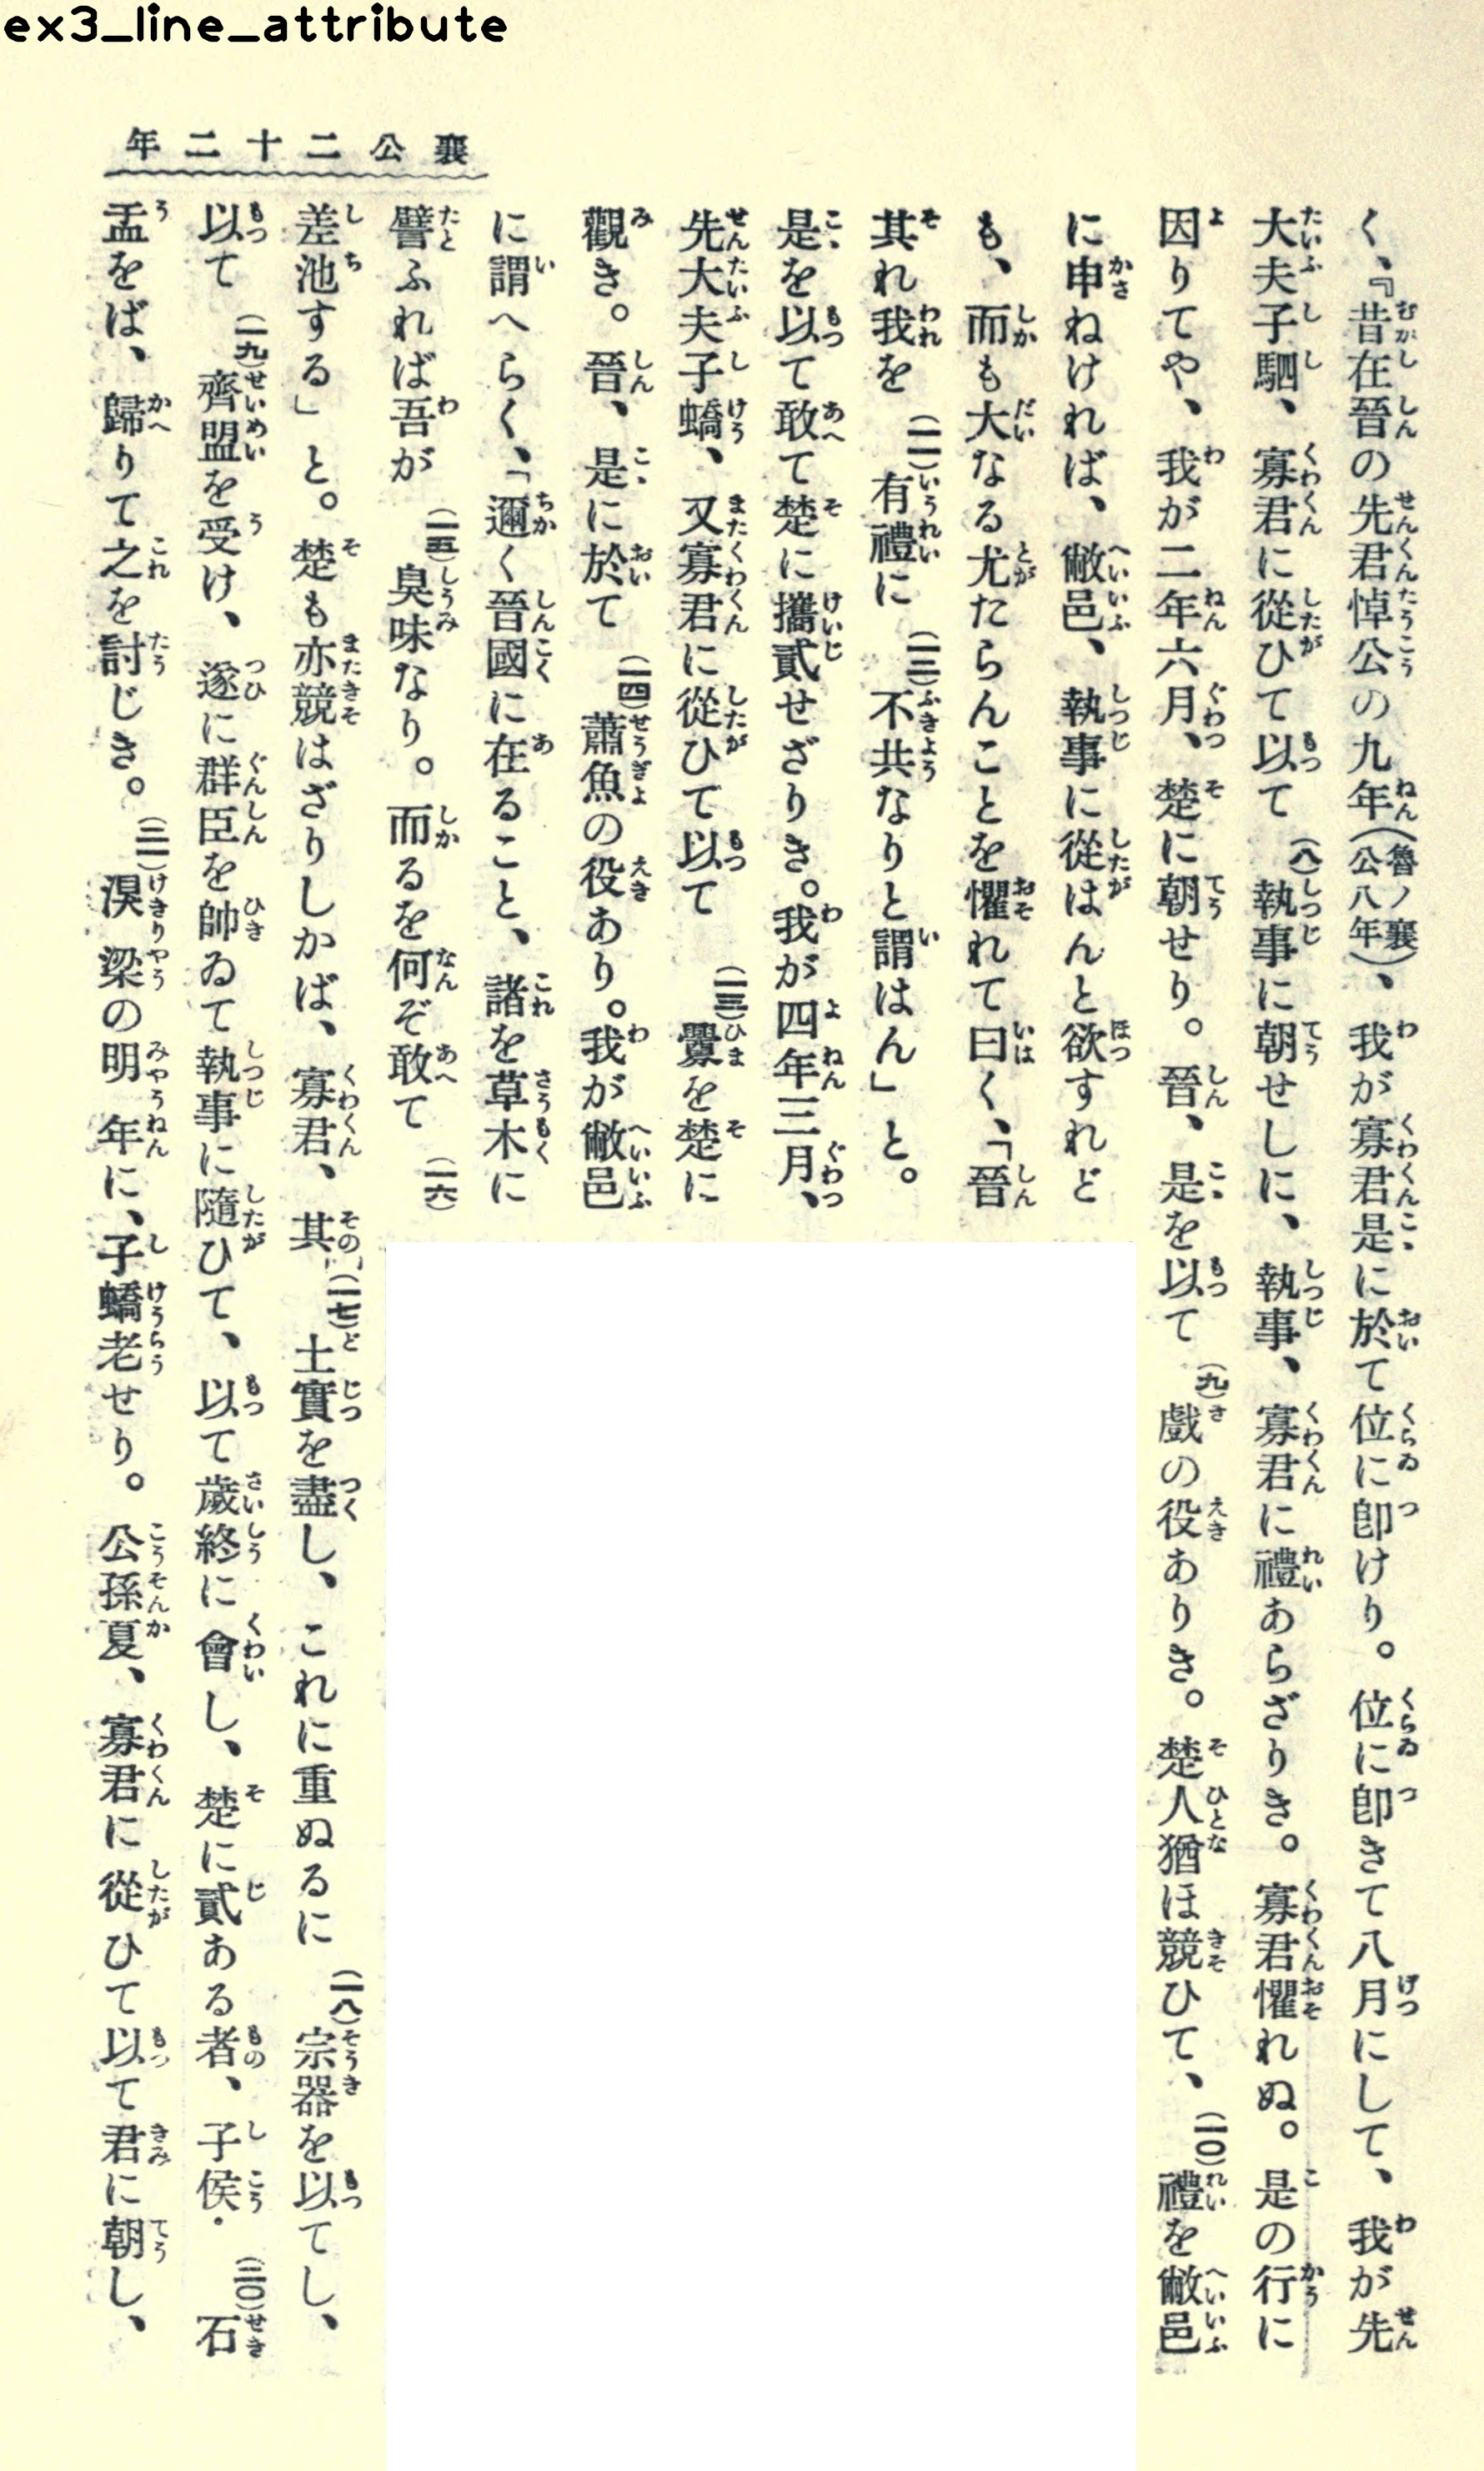 ex3_line_attribute
襄公二十二年
く、『昔在晉の先君悼公の九年(魯ノ襄公八年)、我が寡君是に於て位に卽けり。位に卽きて八月にして、我が先
大夫子駟、寡君に從ひて以て(八)執事に朝せしに、執事、寡君に禮あらざりき。寡君懼れぬ。是の行に
因りてや、我が二年六月、楚に朝せり。晉、是を以て(九)戲の役ありき。楚人猶ほ競ひて、(一〇)禮を敝邑
に申ねければ、敝邑、執事に從はんと欲すれど
も、而も大なる尤たらんことを懼れて曰く、「晉
其れ我を(一一)有禮に(一二)不共なりと謂はん」と。
是を以て敢て楚に攜貳せざりき。我が四年三月、
先大夫子蟜、又寡君に從ひて以て(一三)釁を楚に
觀き。晉、是に於て(一四)蕭魚の役あり。我が敝邑
に謂へらく、「邇く晉國に在ること、諸を草木に
譬ふれば吾が(一五)臭味なり。而るを何ぞ敢て(一六)
差池する」と。楚も亦競はざりしかば、寡君、其(一七)土實を盡し、これに重ぬるに(一八)宗器を以てし、
以て(一九)齊盟を受け、遂に群臣を帥ゐて執事に隨ひて、以て歲終に會し、楚に貳ある者、子侯・(二〇)石
盂をば、歸りて之を討じき。(二一)湨梁の明年に、子蟜老せり。公孫夏、寡君に從ひて以て君に朝し、